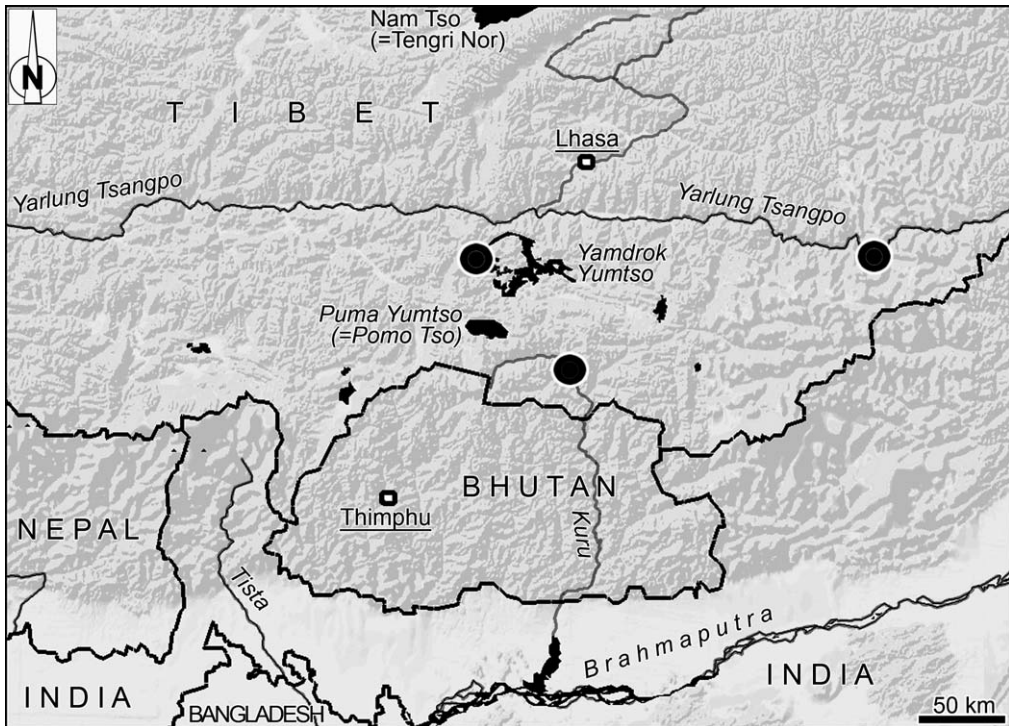 Nam Tso
(=Tengri Nor)
N
TIBET
Lhasa
Yarlung Tsangpo
Yarlung Tsangpo
Yamdrok
Yumtso
Puma Yumtso
(=Pomo Tso)
BHUTAN
Thimphu
NEPAL
Kuru
Tista
Brahmaputra
INDIA
BANGLADESH
INDIA
50 km